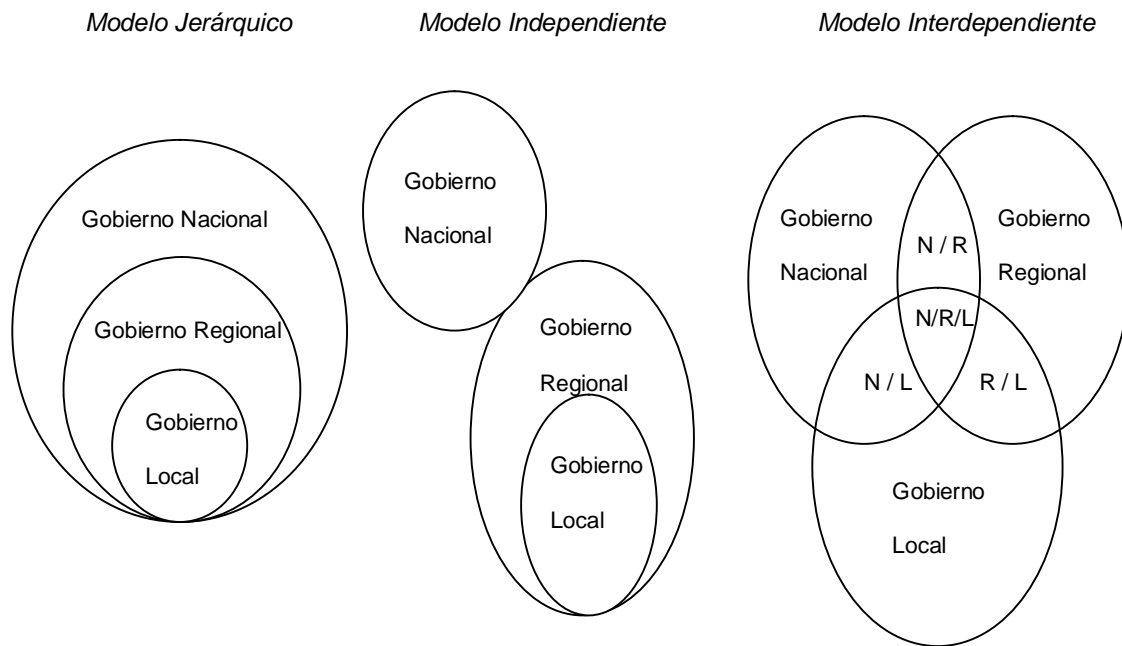 Modelo Jerárquico
Modelo Independiente
Modelo Interdependiente
Gobierno Nacional
Gobierno Regional
Gobierno
Local
Gobierno
Nacional
Gobierno
Regional
Gobierno
Local
Gobierno
Nacional
N / R
Gobierno
Regional
N/R/L
N / L
R / L
Gobierno
Local